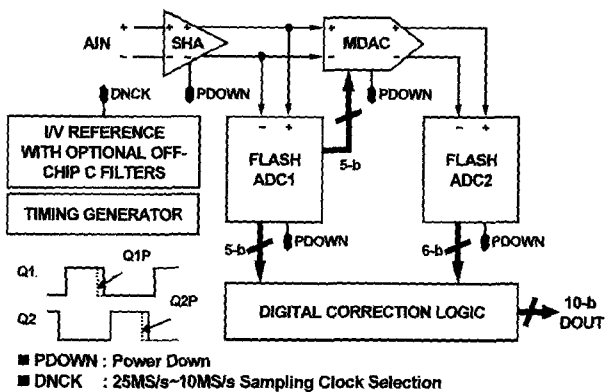 AIN
+
−
+
−
SHA
+
−
+
−
MDAC
+
−
DNCK
PDOWN
PDOWN
I/V REFERENCE
WITH OPTIONAL OFF-
CHIP C FILTERS
TIMING GENERATOR
− +
FLASH
ADC1
5-b
− +
FLASH
ADC2
5-b
PDOWN
6-b
PDOWN
Q1.
Q1P
Q2
Q2P
DIGITAL CORRECTION LOGIC
10-b
DOUT
PDOWN : Power Down
DNCK : 25MS/s~10MS/s Sampling Clock Selection